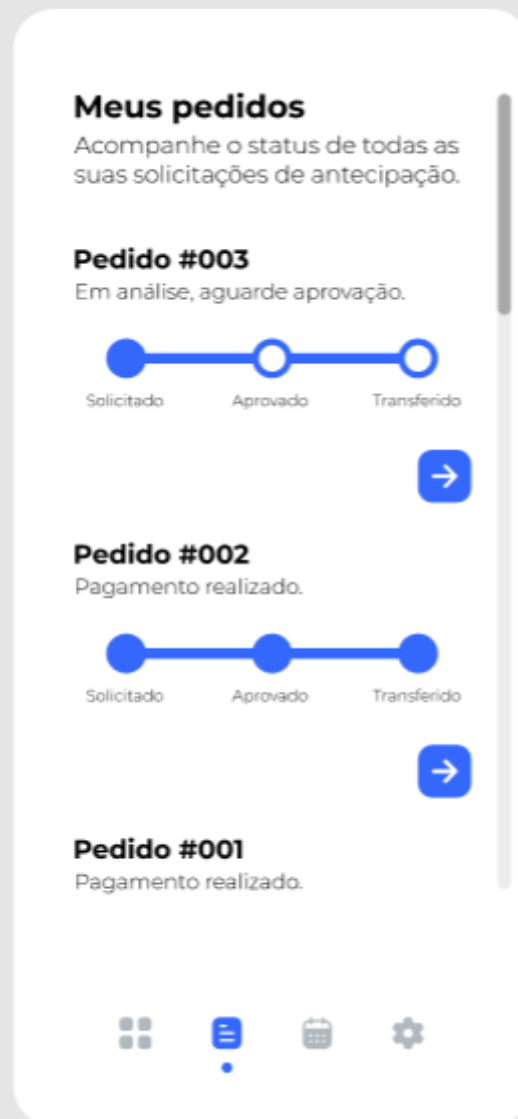 Meus pedidos
Acompanhe o status de todas as
suas solicitações de antecipação.
Pedido #003
Em análise, aguarde aprovação.
Solicitado Aprovado Transferido
Pedido #002
Pagamento realizado.
Solicitado Aprovado Transferido
Pedido #001
Pagamento realizado.